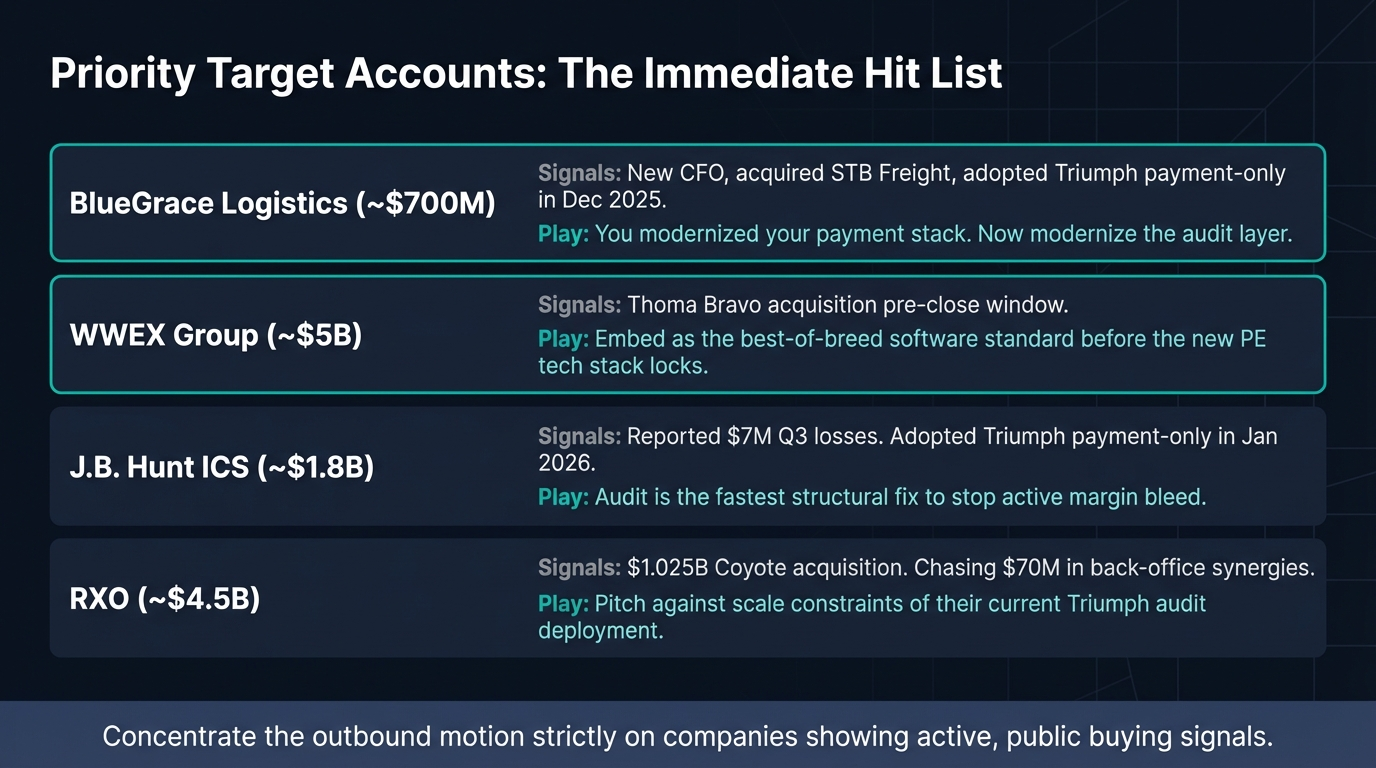 Priority Target Accounts: The Immediate Hit List
BlueGrace Logistics (~$700M)
Signals: New CFO, acquired STB Freight, adopted Triumph payment-only
in Dec 2025.
Play: You modernized your payment stack. Now modernize the audit layer.
WWEX Group (~$5B)
Signals: Thoma Bravo acquisition pre-close window.
Play: Embed as the best-of-breed software standard before the new PE
tech stack locks.
J.B. Hunt ICS (~$1.8B)
Signals: Reported $7M Q3 losses. Adopted Triumph payment-only in Jan
2026.
Play: Audit is the fastest structural fix to stop active margin bleed.
RXO (~$4.5B)
Signals: $1.025B Coyote acquisition. Chasing $70M in back-office synergies.
Play: Pitch against scale constraints of their current Triumph audit
deployment.
Concentrate the outbound motion strictly on companies showing active, public buying signals.